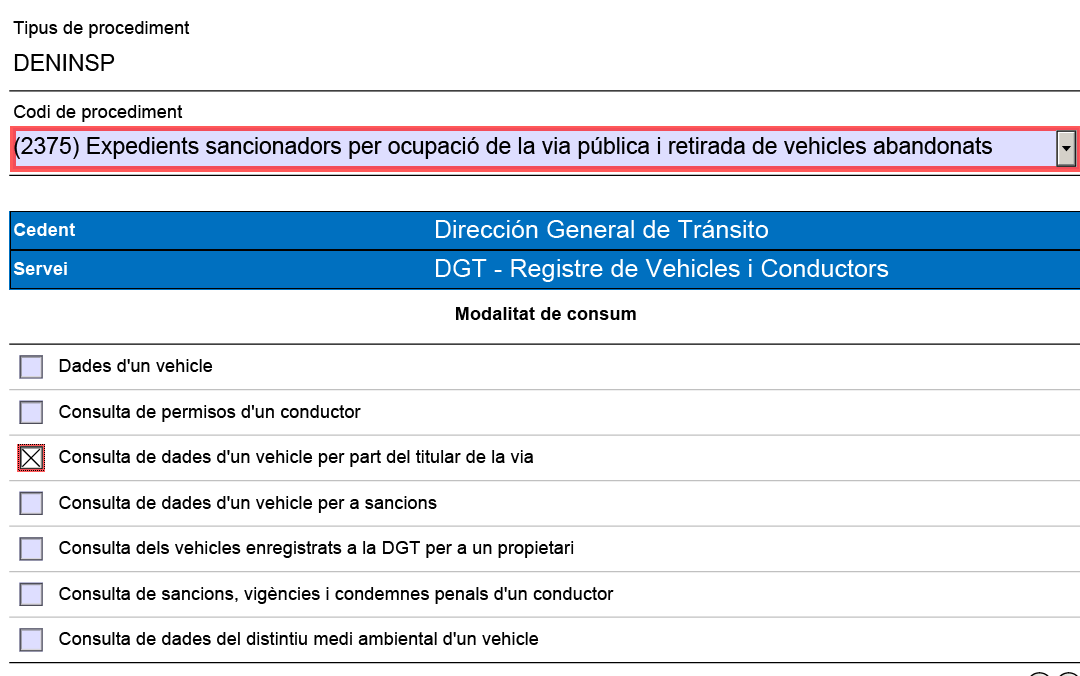 Tipus de procediment
DENINSP
Codi de procediment
(2375) Expedients sancionadors per ocupació de la via pública i retirada de vehicles abandonats
Cedent Dirección General de Tránsito
Servei DGT - Registre de Vehicles i Conductors
Modalitat de consum
Dades d'un vehicle
Consulta de permisos d'un conductor
Consulta de dades d'un vehicle per part del titular de la via
Consulta de dades d'un vehicle per a sancions
Consulta dels vehicles enregistrats a la DGT per a un propietari
Consulta de sancions, vigències i condemnes penals d'un conductor
Consulta de dades del distintiu medi ambiental d'un vehicle